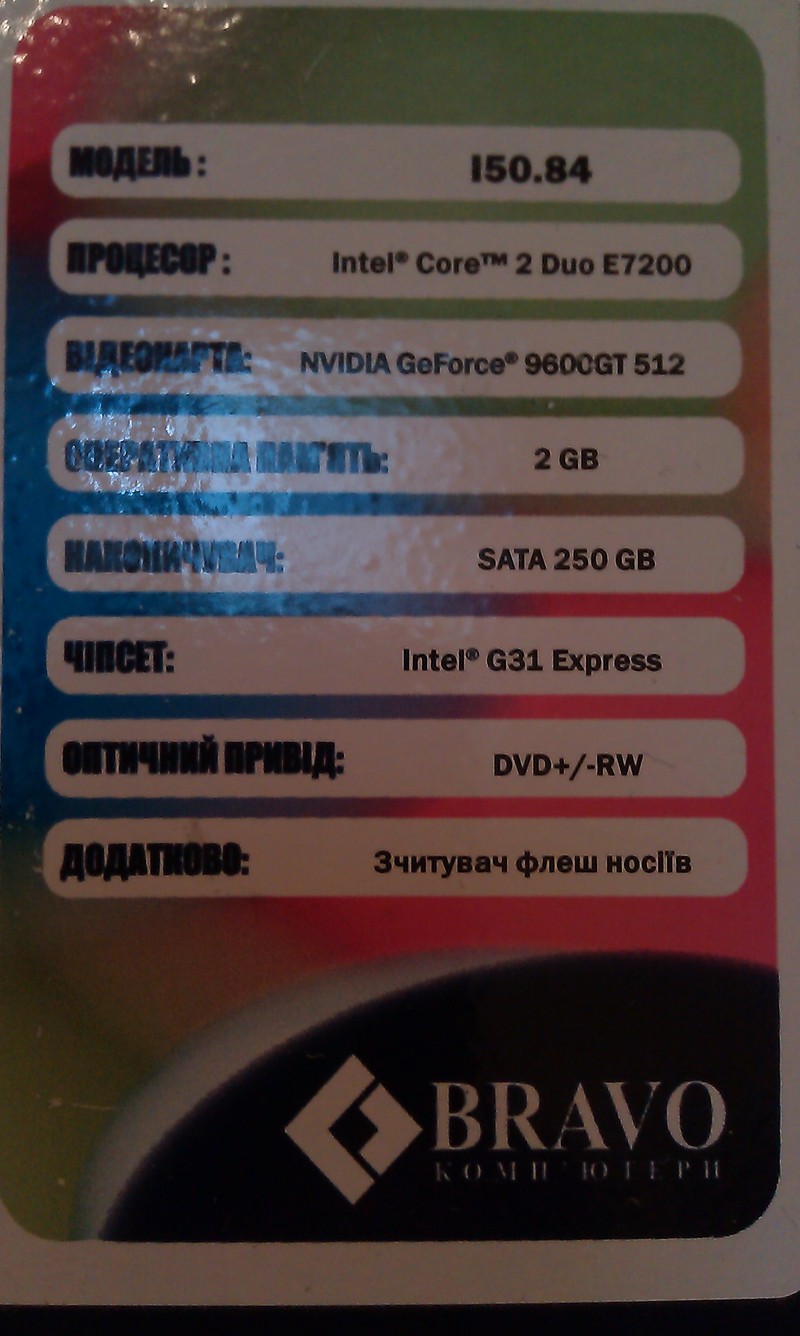 МОДЕЛЬ: I50.84
ПРОЦЕСОР: Intel® Core™ 2 Duo E7200
ВІДЕОКАРТА: NVIDIA GeForce® 9600GT 512
ОПЕРАТИВНА ПАМ'ЯТЬ: 2 GB
НАКОПИЧУВАЧ: SATA 250 GB
ЧІПСЕТ: Intel® G31 Express
ОПТИЧНИЙ ПРИВІД: DVD+/-RW
ДОДАТКОВО: Зчитувач флеш носіїв
BRAVO
КОМП'ЮТЕРИ